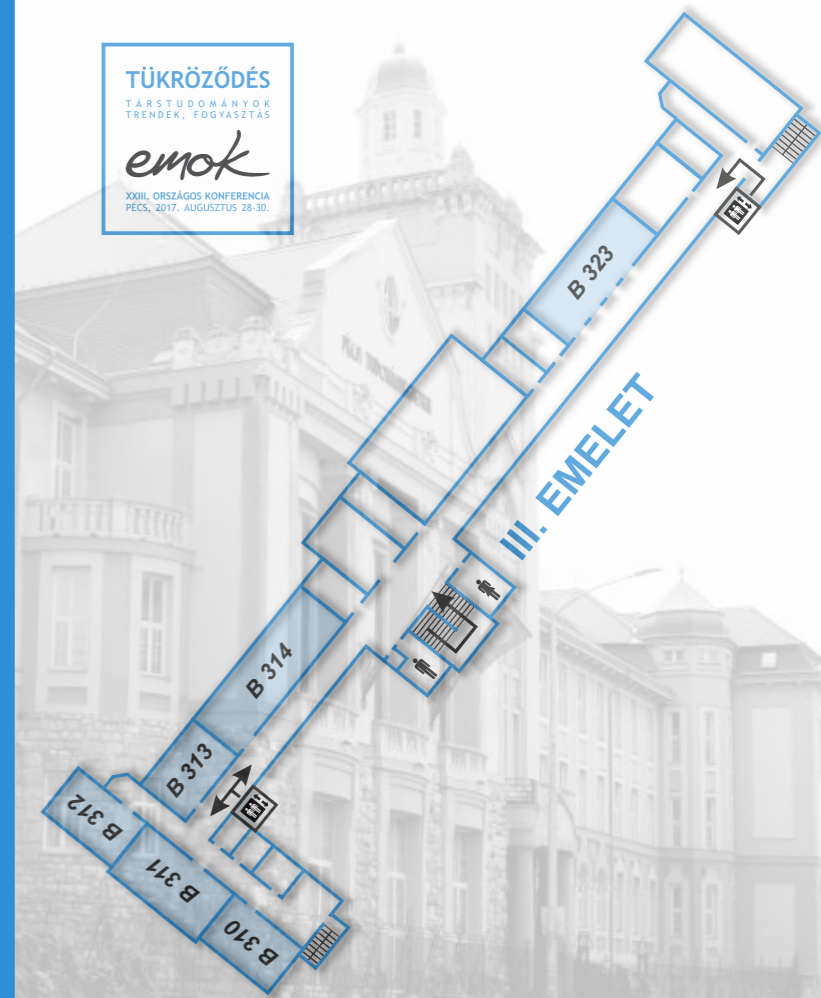 TÜKRÖZŐDÉS
TÁRSTUDOMÁNYOK
TRENDEK, FOGYASZTÁS
emok
XXIII. ORSZÁGOS KONFERENCIA
PÉCS, 2017. AUGUSZTUS 28-30.
B 323
III. EMELET
B 314
B 313
B 312
B 311
B 310